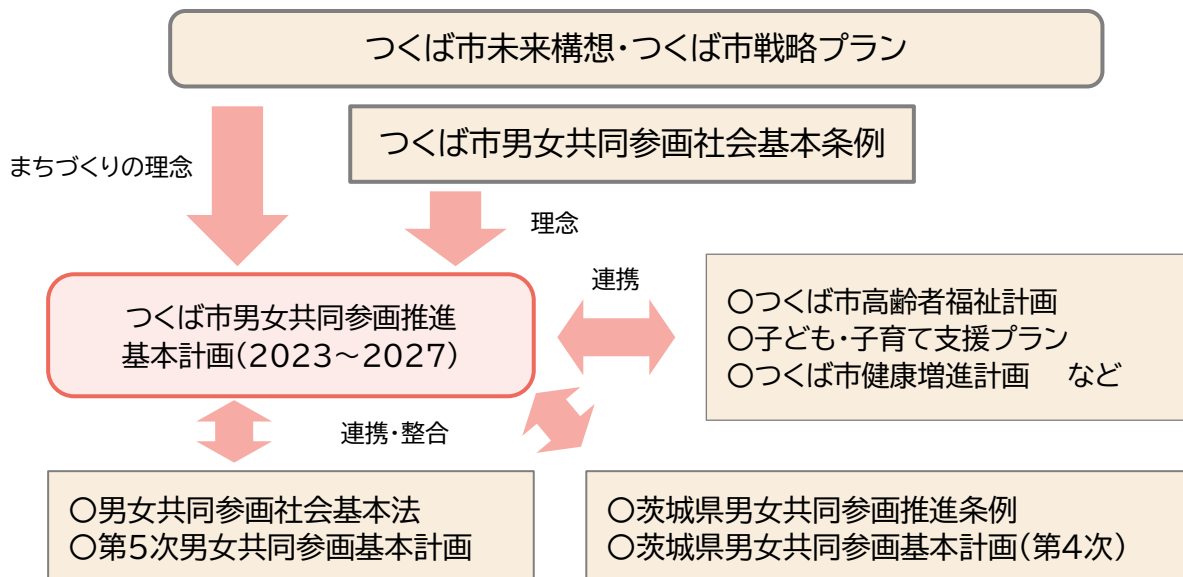 つくば市未来構想・つくば市戦略プラン
つくば市男女共同参画社会基本条例
まちづくりの理念
理念
つくば市男女共同参画推進
基本計画(2023～2027)
連携
〇つくば市高齢者福祉計画
〇子ども・子育て支援プラン
〇つくば市健康増進計画　など
連携・整合
〇男女共同参画社会基本法
〇第5次男女共同参画基本計画
〇茨城県男女共同参画推進条例
〇茨城県男女共同参画基本計画(第4次)